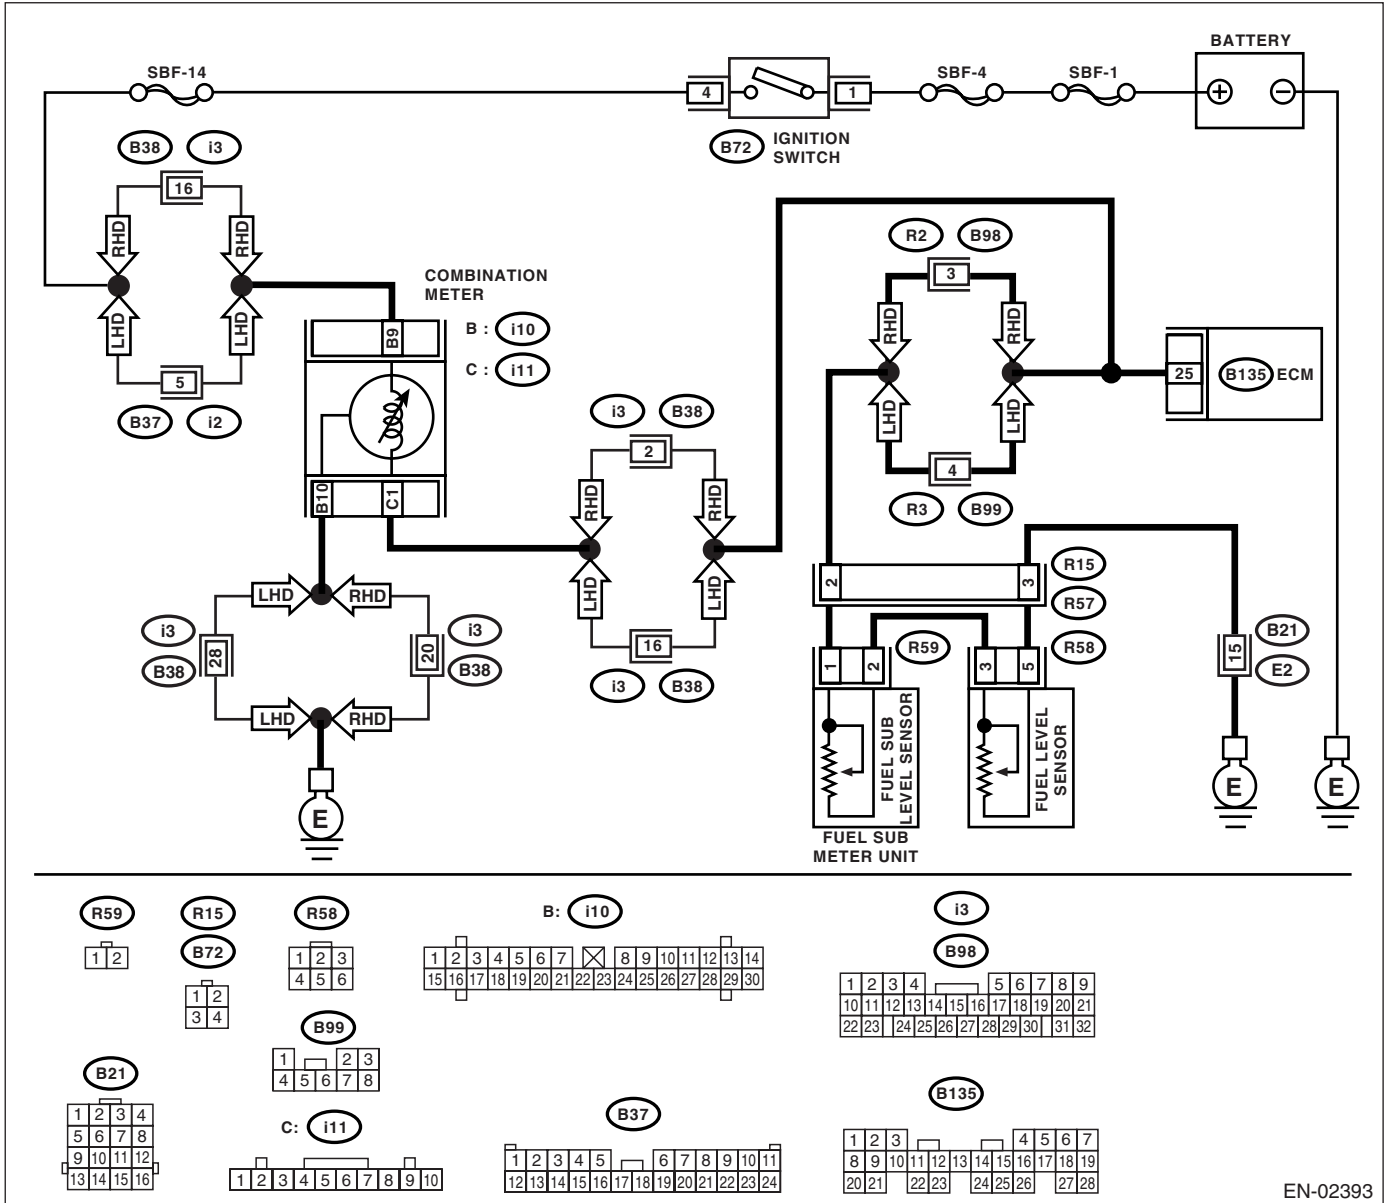 BATTERY
SBF-14
SBF-4
SBF-1
4
1
+
−
B72
IGNITION
SWITCH
B38
i3
16
RHD
RHD
LHD
LHD
5
B37
i2
COMBINATION
METER
B :
i10
C :
i11
B9
B10
C1
R2
B98
3
RHD
RHD
LHD
LHD
4
R3
B99
25
B135
ECM
i3
B38
2
RHD
RHD
LHD
LHD
16
i3
B38
LHD
RHD
i3
B38
28
20
i3
B38
LHD
RHD
E
2
3
R15
R57
1
2
R59
3
5
R58
FUEL SUB
LEVEL SENSOR
FUEL LEVEL
SENSOR
FUEL SUB
METER UNIT
15
B21
E2
E
E
R59
1 2
R15
B72
1 2
3 4
R58
1 2 3
4 5 6
B:
i10
1 2 3 4 5 6 7 8 9 10 11 12 13 14
15 16 17 18 19 20 21 22 23 24 25 26 27 28 29 30
i3
B98
1 2 3 4 5 6 7 8 9
10 11 12 13 14 15 16 17 18 19 20 21
22 23 24 25 26 27 28 29 30 31 32
B99
1 2 3
4 5 6 7 8
B21
1 2 3 4
5 6 7 8
9 10 11 12
13 14 15 16
C:
i11
1 2 3 4 5 6 7 8 9 10
B37
1 2 3 4 5 6 7 8 9 10 11
12 13 14 15 16 17 18 19 20 21 22 23 24
B135
1 2 3 4 5 6 7
8 9 10 11 12 13 14 15 16 17 18 19
20 21 22 23 24 25 26 27 28
EN-02393